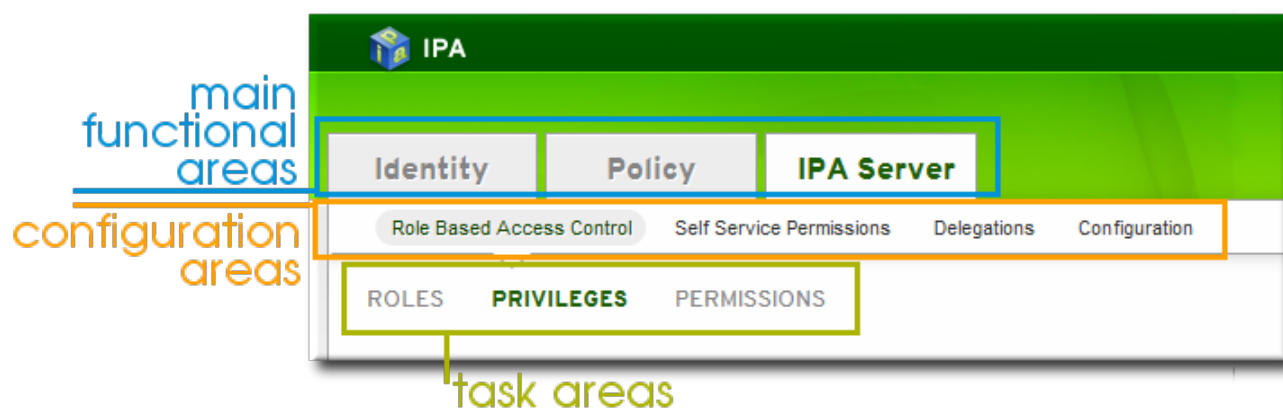 IPA
main
functional
areas
Identity Policy IPA Server
configuration
areas
Role Based Access Control Self Service Permissions Delegations Configuration
ROLES PRIVILEGES PERMISSIONS
task areas